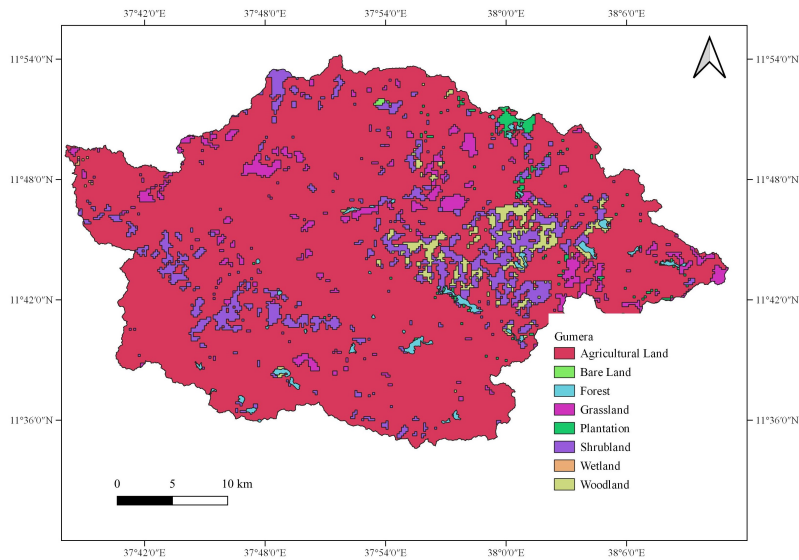 37°42'0"E 37°48'0"E 37°54'0"E 38°0'0"E 38°6'0"E
11°54'0"N 11°54'0"N
11°48'0"N 11°48'0"N
11°42'0"N 11°42'0"N
Gumera
Agricultural Land
Bare Land
Forest
Grassland
Plantation
11°36'0"N 11°36'0"N
Shrubland
Wetland
Woodland
0 5 10 km
37°42'0"E 37°48'0"E 37°54'0"E 38°0'0"E 38°6'0"E